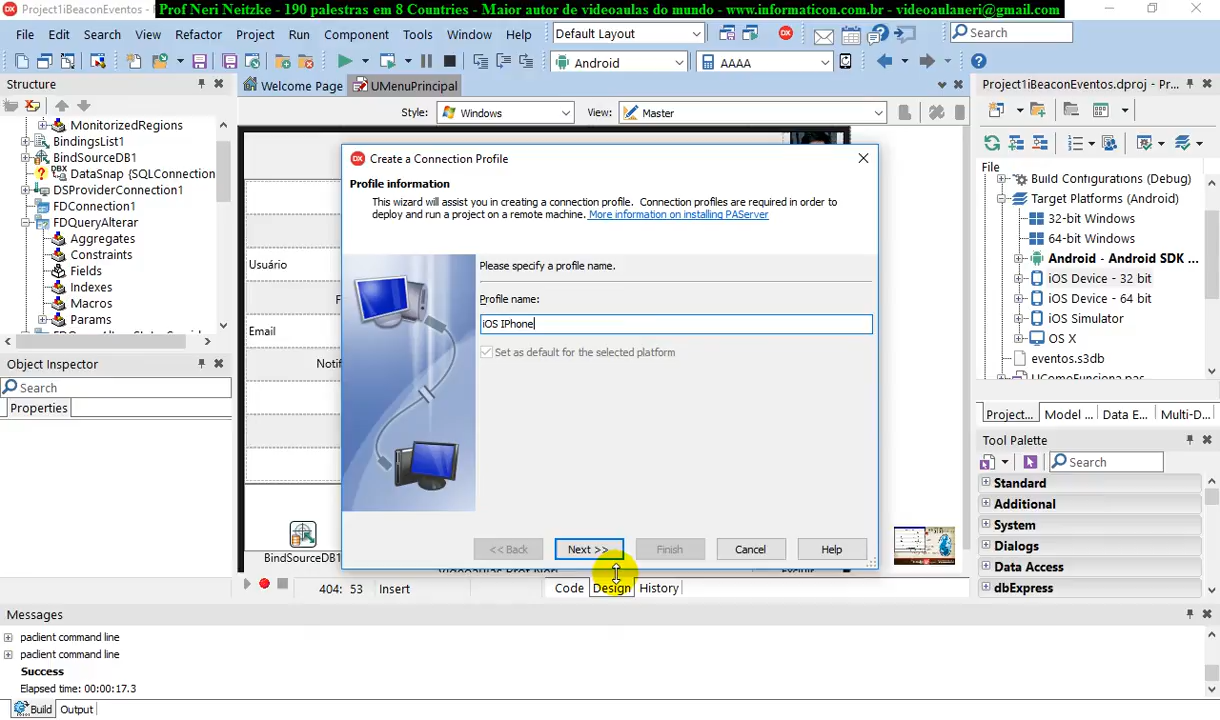 Project1iBeaconEventos -
Prof Neri Neitzke - 190 palestras em 8 Countries - Maior autor de videoaulas do mundo - www.informaticon.com.br - videoaulaneri@gmail.com
File Edit Search View Refactor Project Run Component Tools Window Help
Default Layout
Search
Android
AAAA
Structure
MonitorizedRegions
BindingsList1
BindSourceDB1
DataSnap {SQLConnection
DSProviderConnection1
FDConnection1
FDQueryAlterar
Aggregates
Constraints
Fields
Indexes
Macros
Params
Object Inspector
Search
Properties
Welcome Page
UMenuPrincipal
Style: Windows
View: Master
Usuário
Email
BindSourceDB1
Create a Connection Profile
Profile information
This wizard will assist you in creating a connection profile. Connection profiles are required in order to
deploy and run a project on a remote machine. More information on installing PAServer
Please specify a profile name.
Profile name:
iOS IPhone
Set as default for the selected platform
<< Back
Next >>
Finish
Cancel
Help
404: 53
Insert
Code
Design
History
Project1iBeaconEventos.dproj - Pr...
File
Build Configurations (Debug)
Target Platforms (Android)
32-bit Windows
64-bit Windows
Android - Android SDK ...
iOS Device - 32 bit
iOS Device - 64 bit
iOS Simulator
OS X
eventos.s3db
UComoFunciona.pas
Project...
Model ...
Data E...
Multi-D...
Tool Palette
Search
Standard
Additional
System
Dialogs
Data Access
dbExpress
Messages
paclient command line
paclient command line
Success
Elapsed time: 00:00:17.3
Build
Output